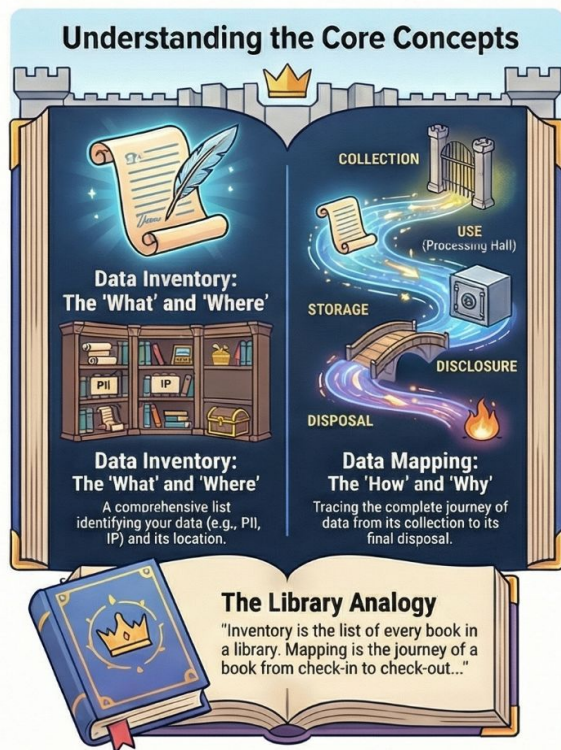 Understanding the Core Concepts
Data Inventory:
The 'What' and 'Where'
PII
IP
Data Inventory:
The 'What' and 'Where'
A comprehensive list
identifying your data (e.g., PII,
IP) and its location.
COLLECTION
USE
(Processing Hall)
STORAGE
DISCLOSURE
DISPOSAL
Data Mapping:
The 'How' and 'Why'
Tracing the complete journey of
data from its collection to its
final disposal.
The Library Analogy
"Inventory is the list of every book in
a library. Mapping is the journey of a
book from check-in to check-out..."